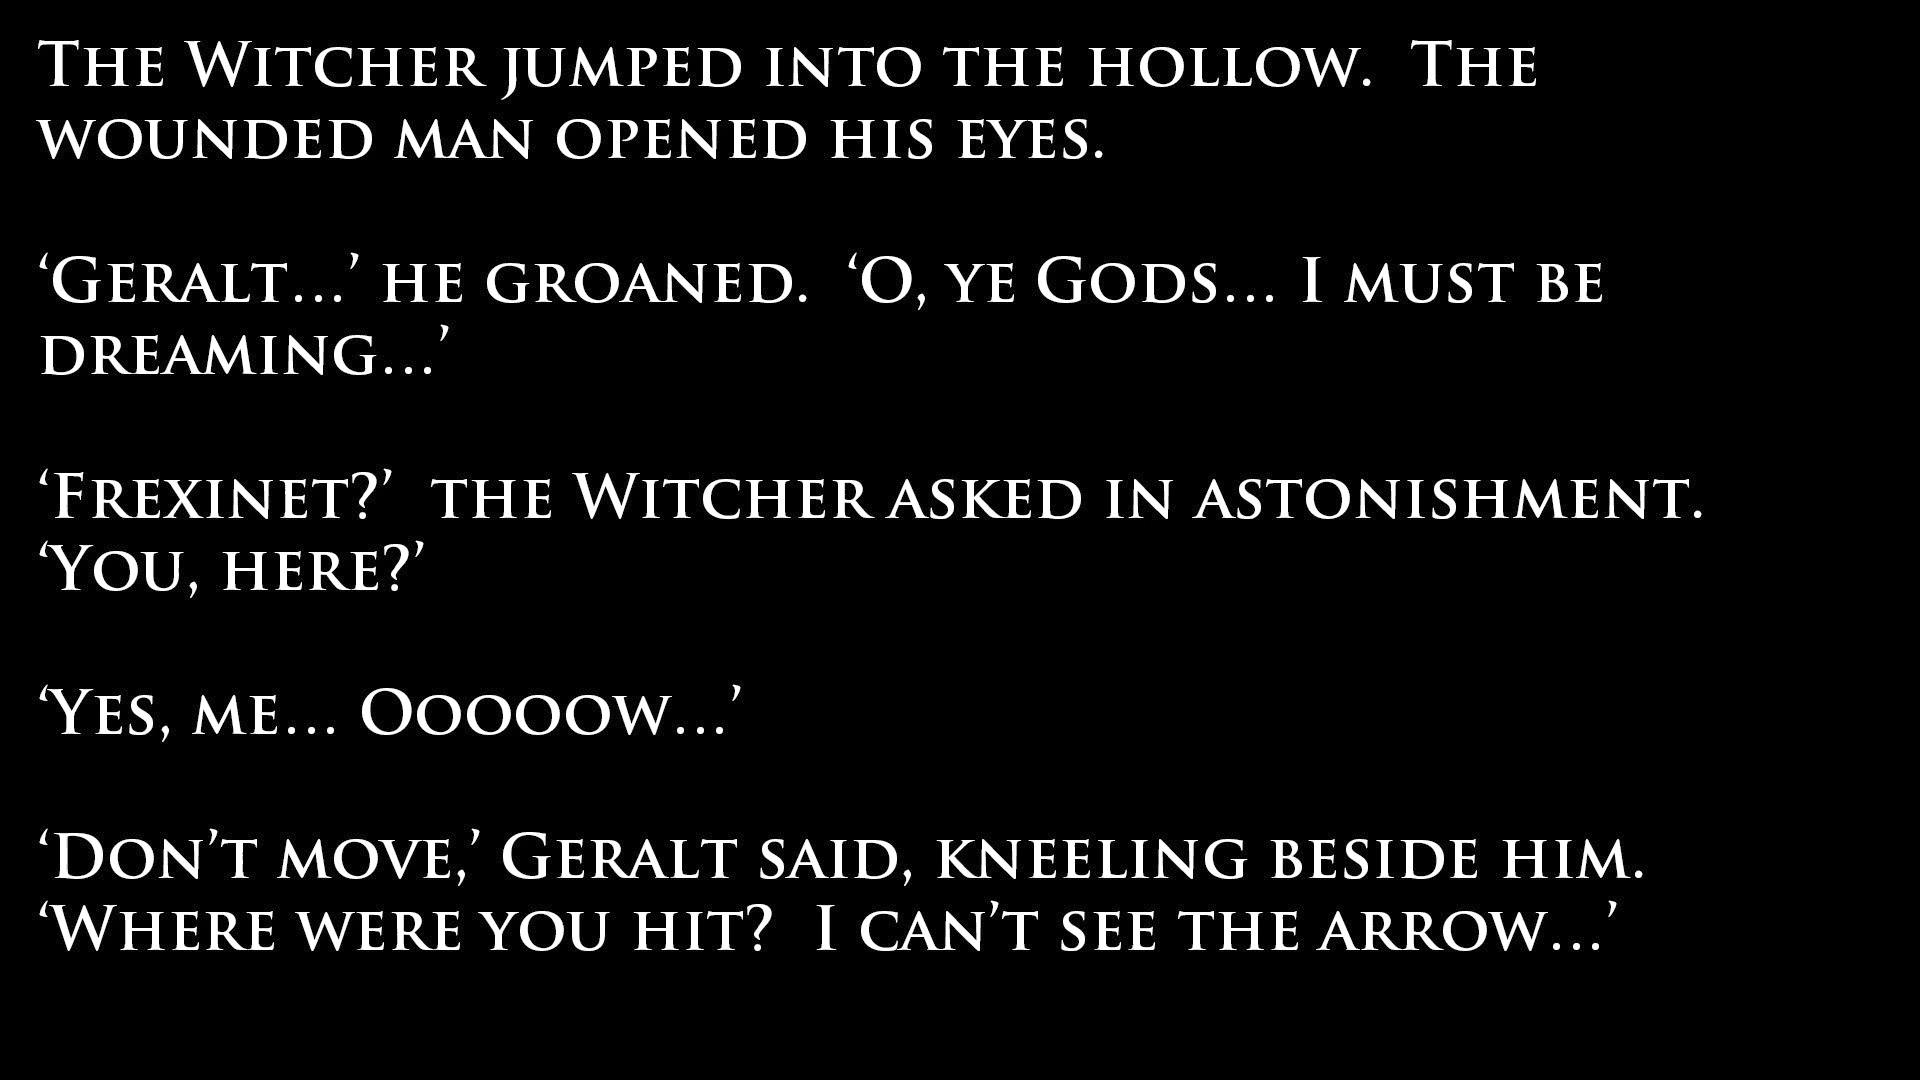 The Witcher jumped into the hollow.  The
wounded man opened his eyes.
‘Geralt…’ he groaned.  ‘O, ye Gods… I must be
dreaming…’
‘Frexinet?’  the Witcher asked in astonishment.
‘You, here?’
‘Yes, me… Ooooow…’
‘Don’t move,’ Geralt said, kneeling beside him.
‘Where were you hit?  I can’t see the arrow…’